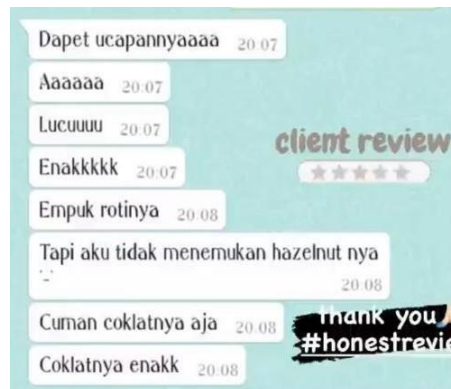 Dapet ucapannyaaaa 20:07
Aaaaaa 20:07
Lucuuuu 20:07
client review
Enakkkkk 20:07
Empuk rotinya 20:08
Tapi aku tidak menemukan hazelnut nya
'_' 20:08
thank you
Cuman coklatnya aja 20:08
#honestrevie
Coklatnya enakk 20:08